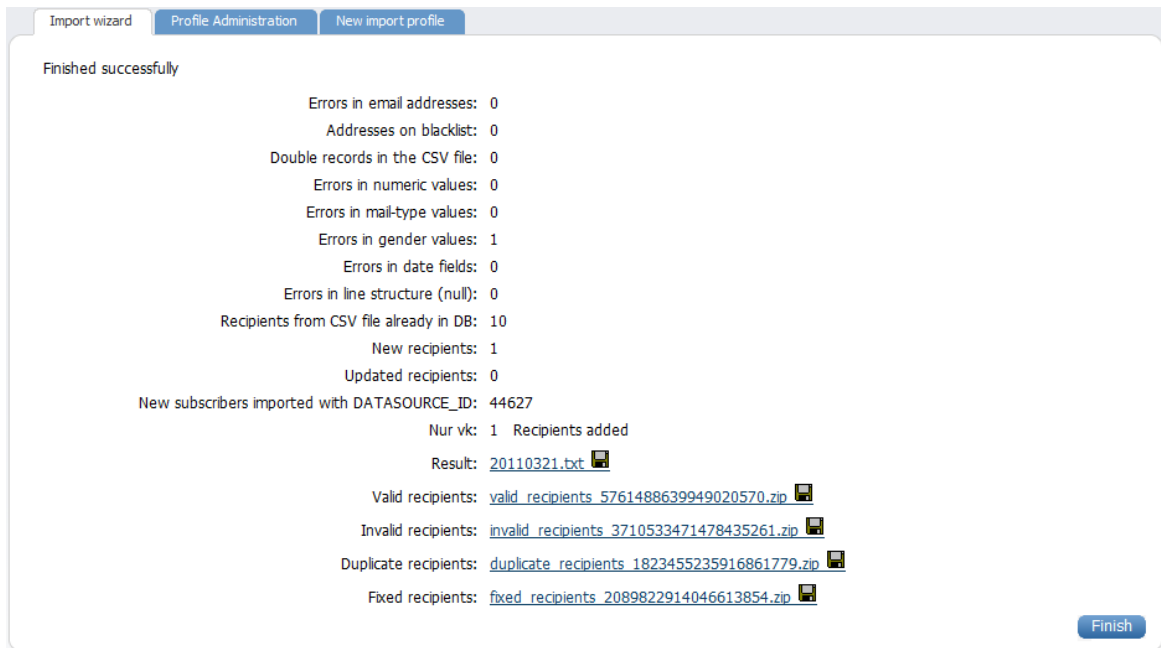 Import wizard Profile Administration New import profile
Finished successfully
Errors in email addresses: 0
Addresses on blacklist: 0
Double records in the CSV file: 0
Errors in numeric values: 0
Errors in mail-type values: 0
Errors in gender values: 1
Errors in date fields: 0
Errors in line structure (null): 0
Recipients from CSV file already in DB: 10
New recipients: 1
Updated recipients: 0
New subscribers imported with DATASOURCE_ID: 44627
Nur vk: 1 Recipients added
Result: 20110321.txt
Valid recipients: valid_recipients_5761488639949020570.zip
Invalid recipients: invalid_recipients_3710533471478435261.zip
Duplicate recipients: duplicate_recipients_1823455235916861779.zip
Fixed recipients: fixed_recipients_2089822914046613854.zip
Finish